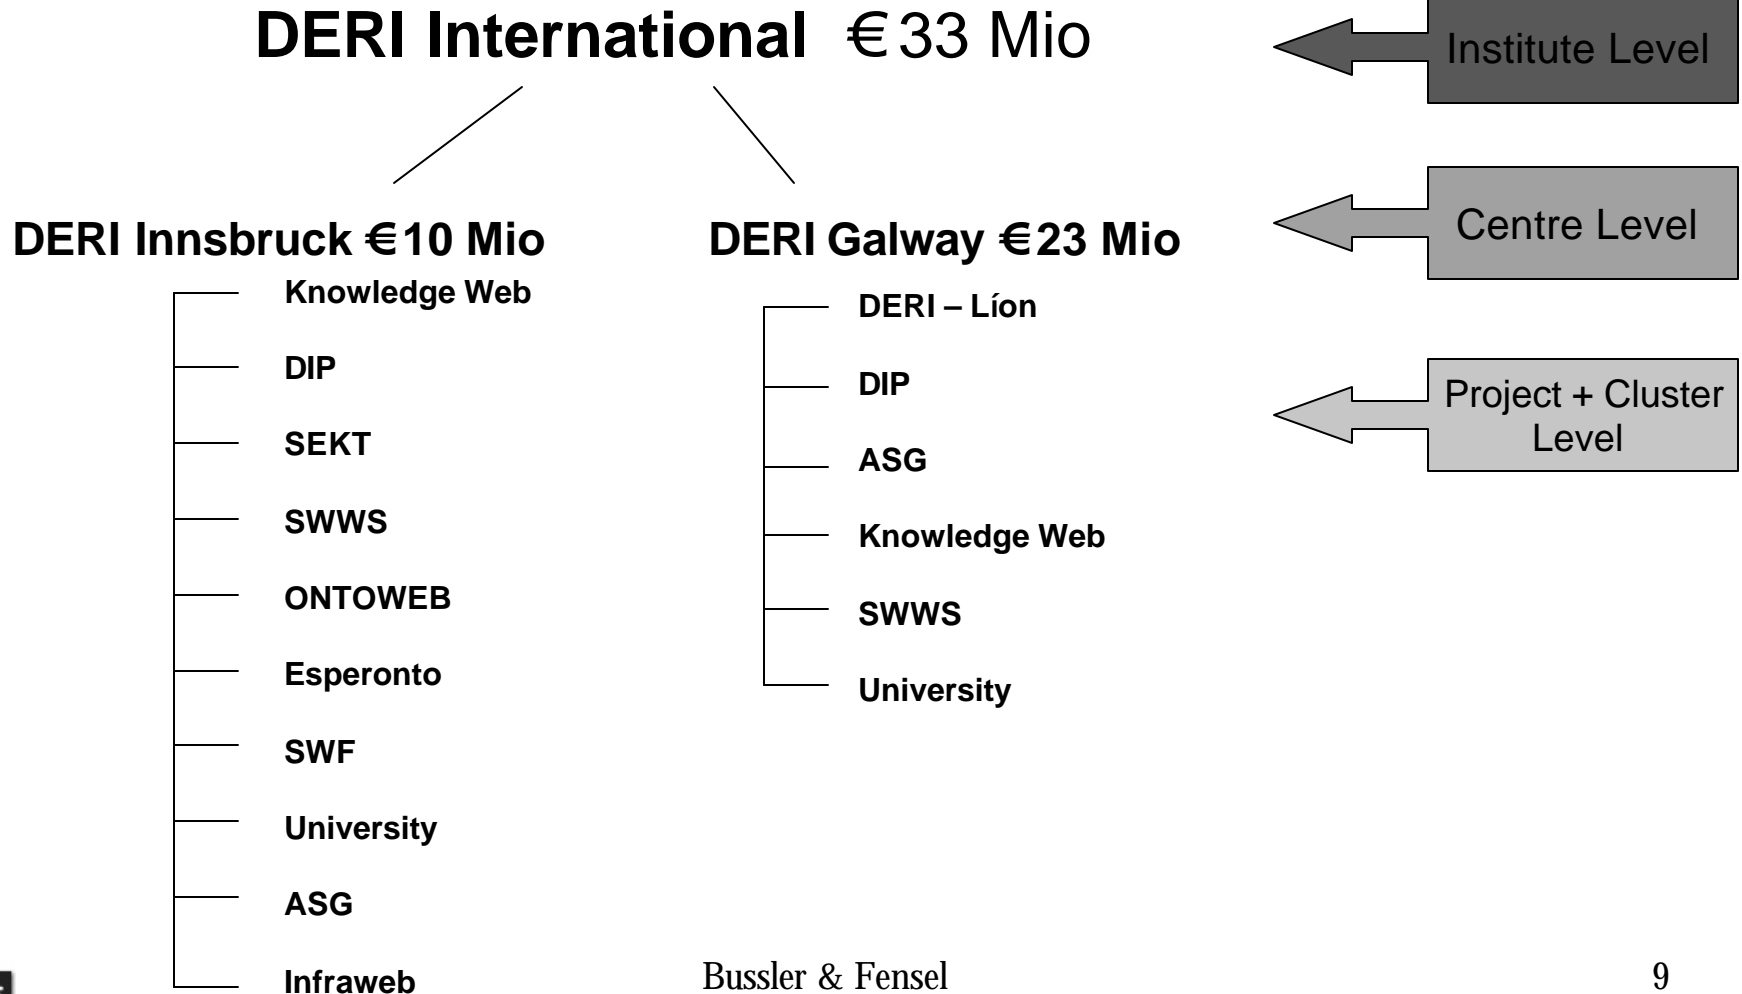 DERI International €33 Mio
Institute Level
DERI Innsbruck €10 Mio
DERI Galway €23 Mio
Centre Level
Knowledge Web
DIP
SEKT
SWWS
ONTOWEB
Esperonto
SWF
University
ASG
Infraweb
DERI – Líon
DIP
ASG
Knowledge Web
SWWS
University
Project + Cluster
Level
Bussler & Fensel
9